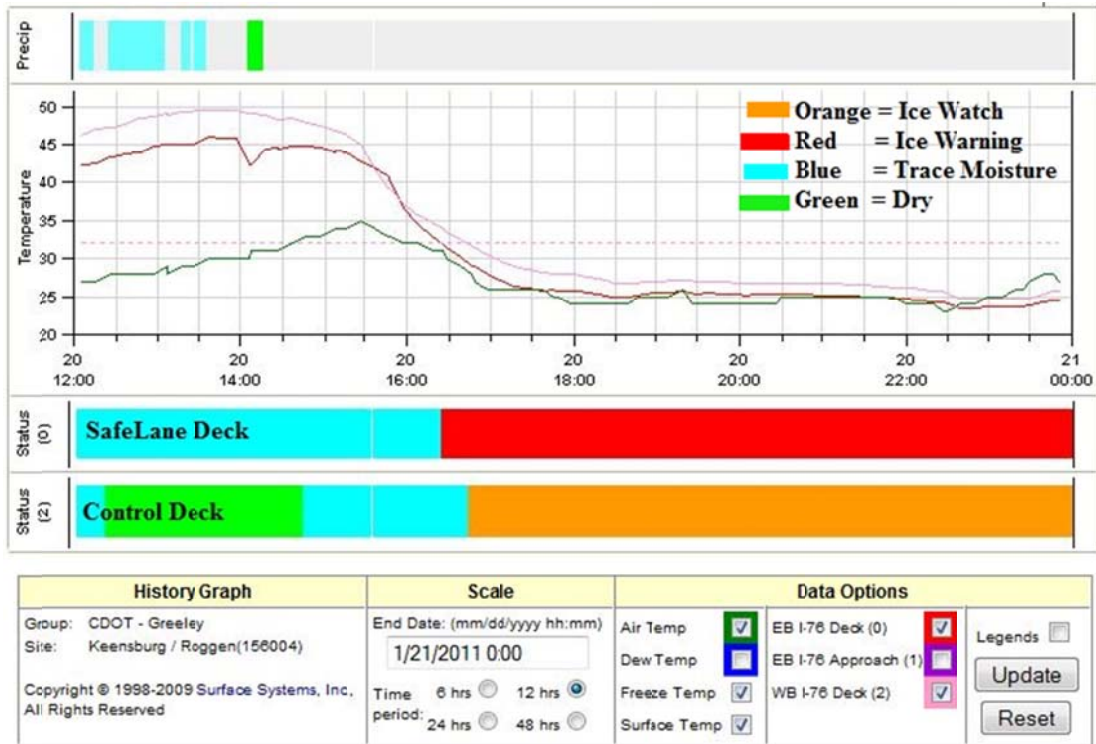 Precip
Temperature
50
45
40
35
30
25
20
Orange = Ice Watch
Red = Ice Warning
Blue = Trace Moisture
Green = Dry
20 20 20 20 20 20 21
12:00 14:00 16:00 18:00 20:00 22:00 00:00
Status
(0)
SafeLane Deck
Status
(2)
Control Deck
History Graph
Group: CDOT - Greeley
Site: Keensburg / Roggen(156004)
Copyright © 1998-2009 Surface Systems, Inc,
All Rights Reserved
Scale
End Date: (mm/dd/yyyy hh:mm)
1/21/2011 0:00
Time
period:
6 hrs 12 hrs
24 hrs 48 hrs
Data Options
Air Temp
Dew Temp
Freeze Temp
Surface Temp
EB I-76 Deck (0)
EB I-76 Approach (1)
WB I-76 Deck (2)
Legends
Update
Reset